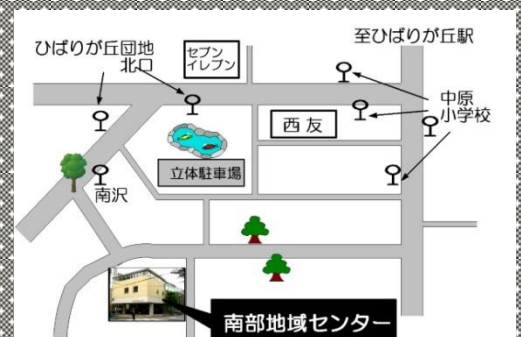 至ひばりが丘駅
ひばりが丘団地
北口
セブン
イレブン
中原
小学校
西友
立体駐車場
南沢
南部地域センター